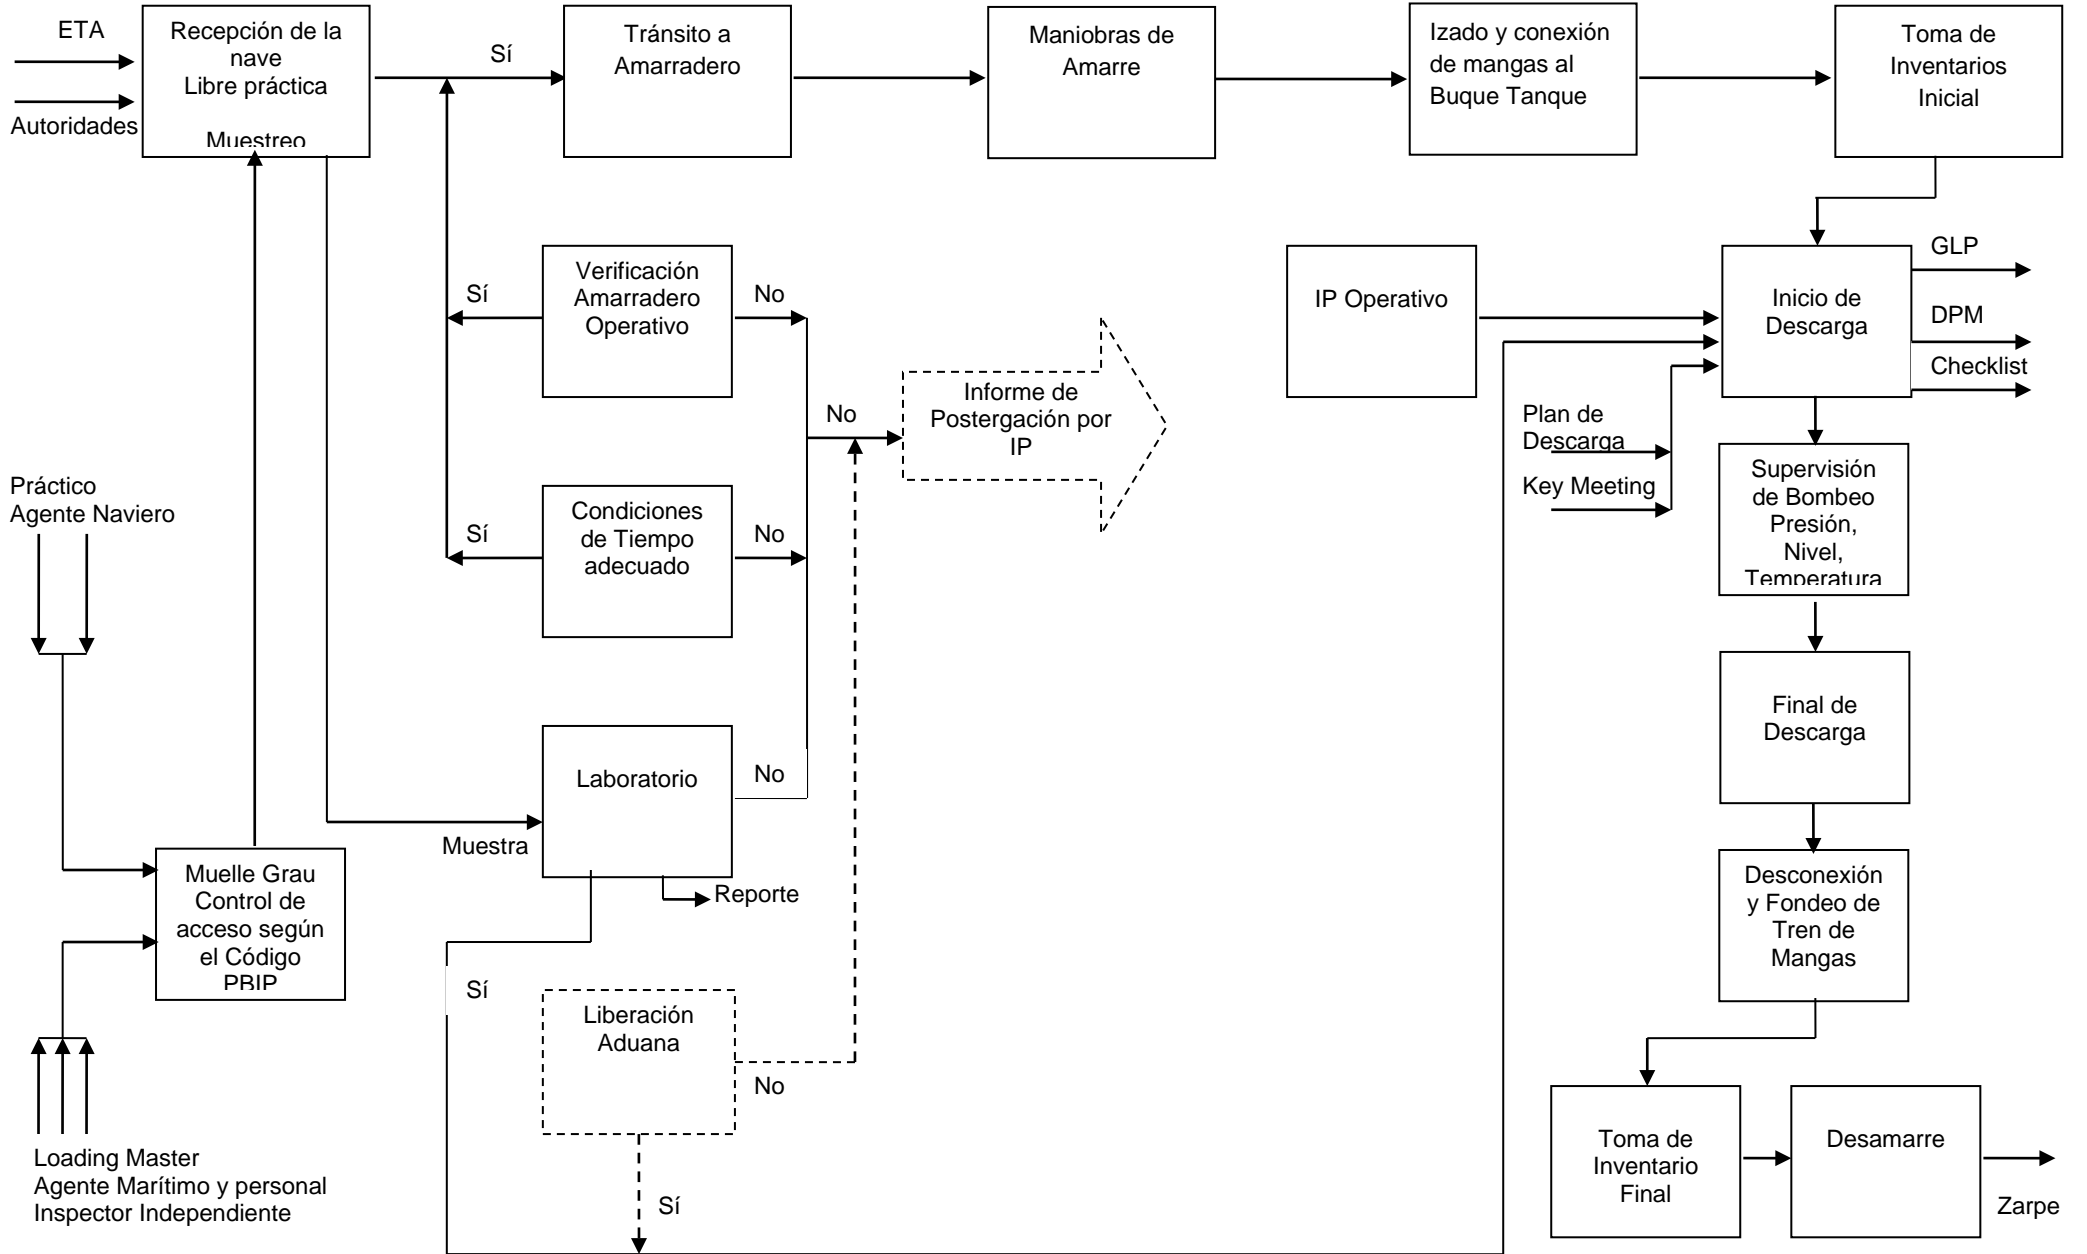 ETA
Autoridades
Recepción de la
nave
Libre práctica
Muestreo
Sí
Tránsito a
Amarradero
Maniobras de
Amarre
Izado y conexión
de mangas al
Buque Tanque
Toma de
Inventarios
Inicial
Sí
Verificación
Amarradero
Operativo
No
No
Informe de
Postergación por
IP
IP Operativo
Inicio de
Descarga
GLP
DPM
Checklist
Plan de
Descarga
Key Meeting
Práctico
Agente Naviero
Sí
Condiciones
de Tiempo
adecuado
No
Supervisión
de Bombeo
Presión,
Nivel,
Temperatura
Final de
Descarga
Laboratorio
No
Muestra
Reporte
Muelle Grau
Control de
acceso según
el Código
PBIP
Desconexión
y Fondeo de
Tren de
Mangas
Sí
Liberación
Aduana
No
Sí
Loading Master
Agente Marítimo y personal
Inspector Independiente
Toma de
Inventario
Final
Desamarre
Zarpe